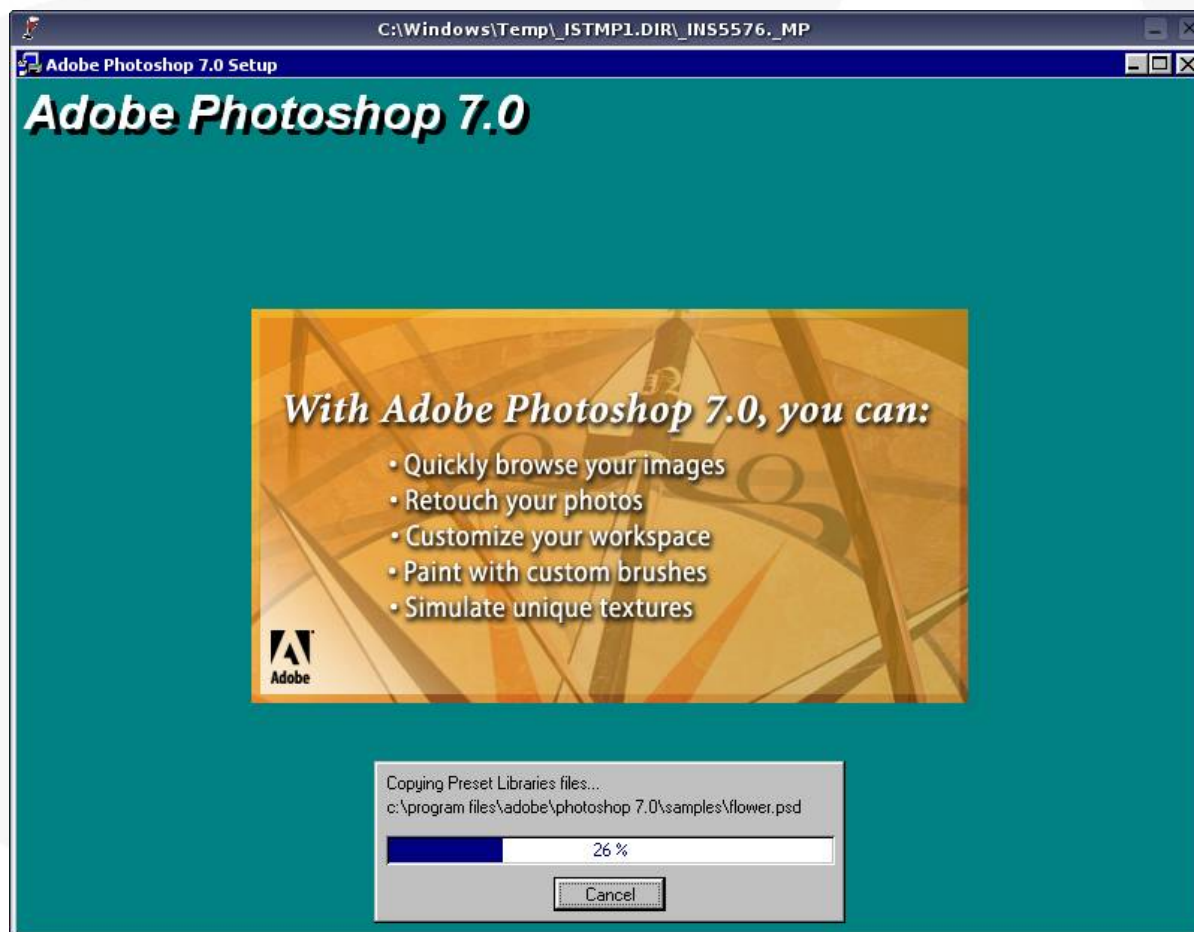 C:\Windows\Temp\_ISTMP1.DIR\_INS5576._MP
Adobe Photoshop 7.0 Setup
Adobe Photoshop 7.0
With Adobe Photoshop 7.0, you can:
• Quickly browse your images
• Retouch your photos
• Customize your workspace
• Paint with custom brushes
• Simulate unique textures
Adobe
Copying Preset Libraries files...
c:\program files\adobe\photoshop 7.0\samples\flower.psd
26 %
Cancel